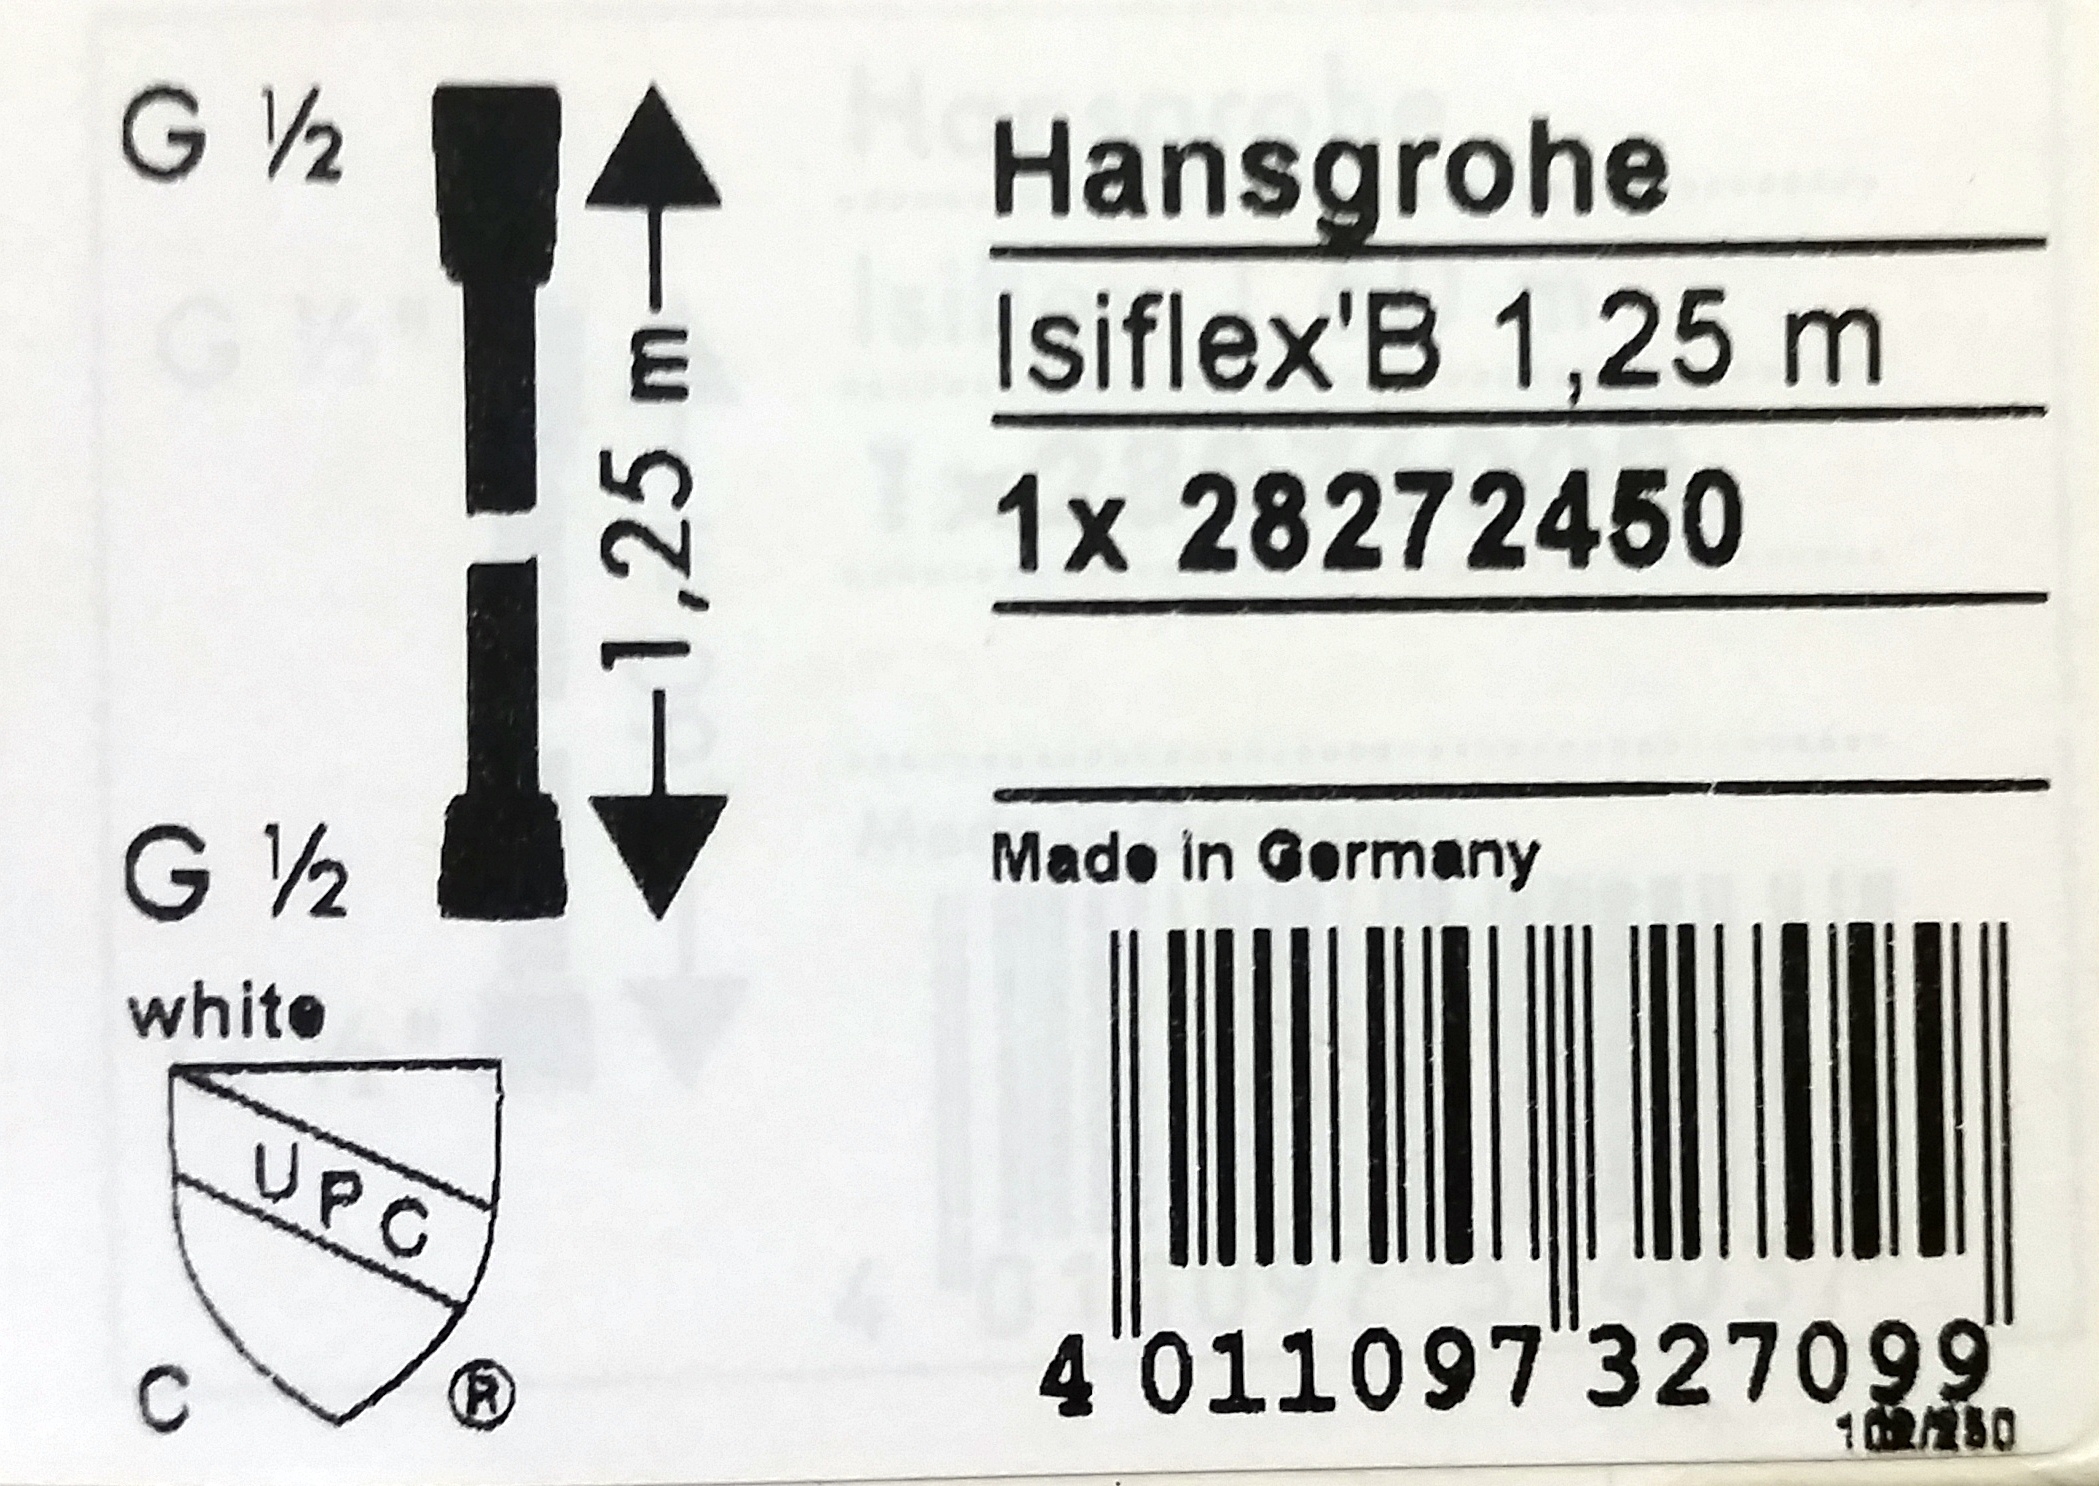 G ½
1,25 m
G ½
white
UPC
C ®
Hansgrohe
Isiflex'B 1,25 m
1x 28272450
Made in Germany
4 011097 327099